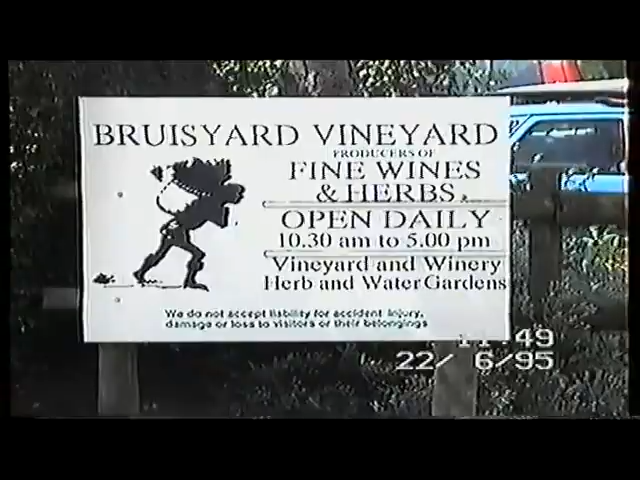 BRUISYARD VINEYARD
PRODUCERS OF
FINE WINES
& HERBS
OPEN DAILY
10.30 am to 5.00 pm
Vineyard and Winery
Herb and Water Gardens
We do not accept liability for accident injury,
damage or loss to visitors or their belongings
11:49
22/ 6/95